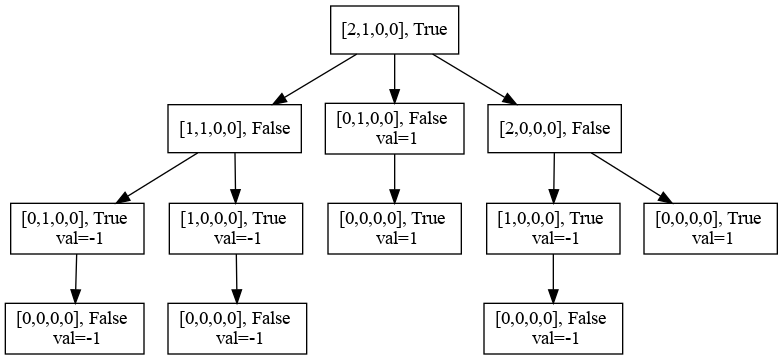 [2,1,0,0], True
[1,1,0,0], False
[0,1,0,0], False
val=1
[2,0,0,0], False
[0,1,0,0], True
val=-1
[1,0,0,0], True
val=-1
[0,0,0,0], True
val=1
[1,0,0,0], True
val=-1
[0,0,0,0], True
val=1
[0,0,0,0], False
val=-1
[0,0,0,0], False
val=-1
[0,0,0,0], False
val=-1